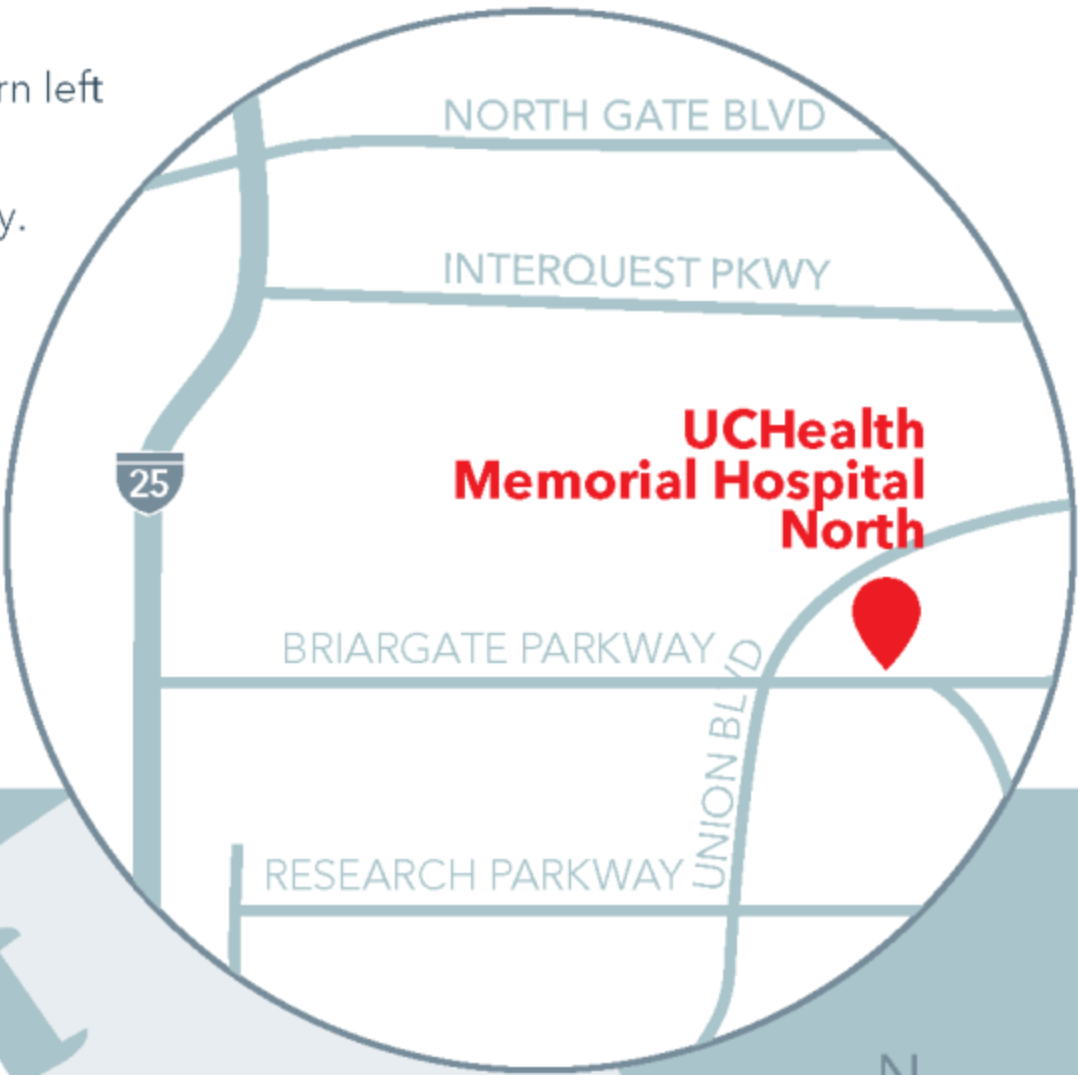 rn left
y.
NORTH GATE BLVD
INTERQUEST PKWY
UCHealth
Memorial Hospital
North
25
BRIARGATE PARKWAY
UNION BLVD
RESEARCH PARKWAY
N